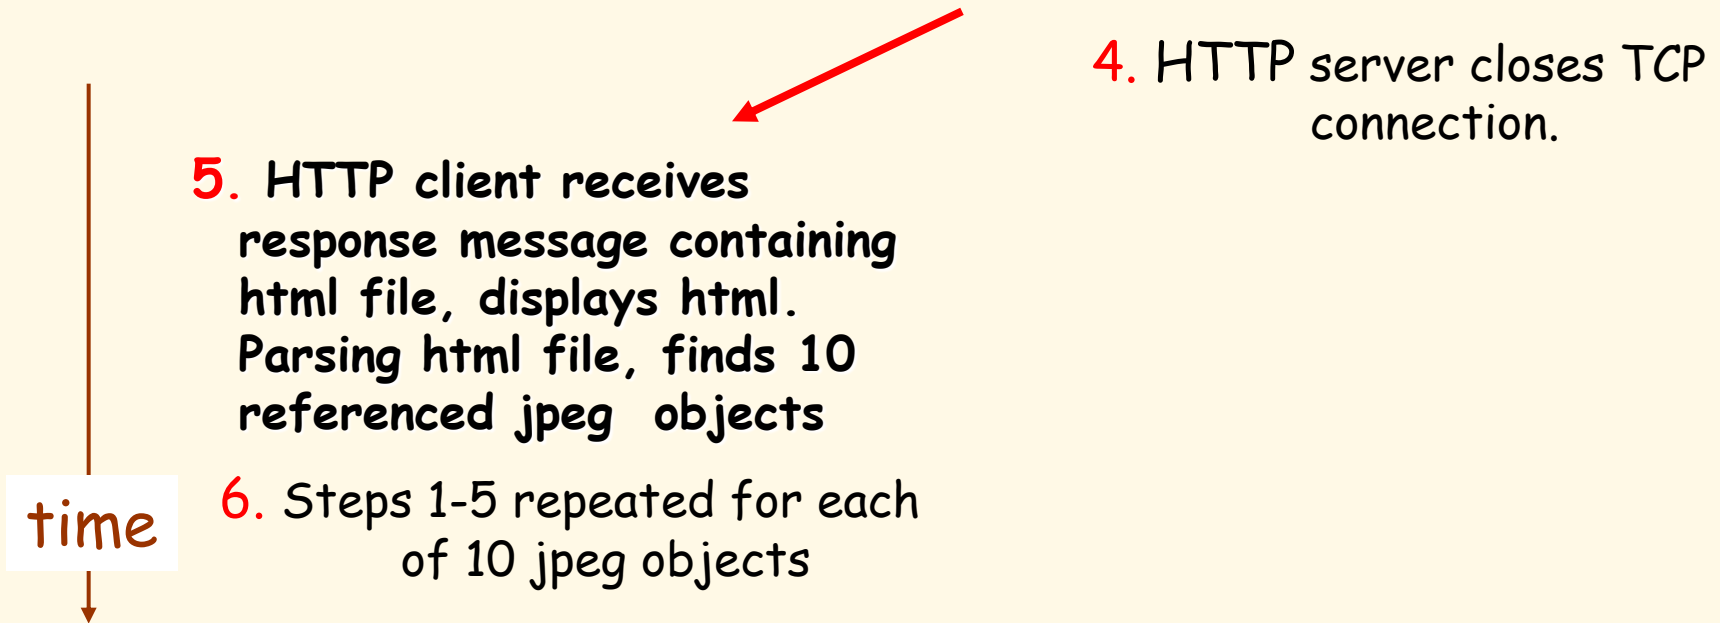 4. HTTP server closes TCP
connection.
5. HTTP client receives
response message containing
html file, displays html.
Parsing html file, finds 10
referenced jpeg  objects
6. Steps 1-5 repeated for each
of 10 jpeg objects
time